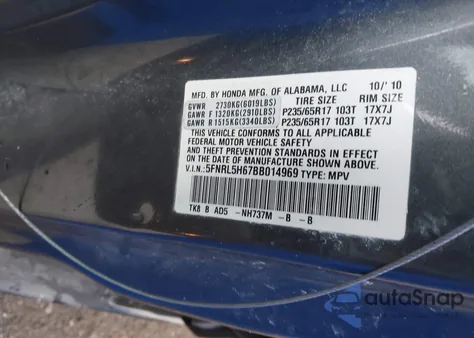 MFD. BY HONDA MFG. OF ALABAMA, LLC 10/'10
TIRE SIZE RIM SIZE
GVWR 2730KG(6019LBS)
GAWR F 1320KG(2910LBS) P235/65R17 103T 17X7J
GAWR R 1515KG(3340LBS) P235/65R17 103T 17X7J
THIS VEHICLE CONFORMS TO ALL APPLICABLE
FEDERAL MOTOR VEHICLE SAFETY
AND THEFT PREVENTION STANDARDS IN EFFECT
ON THE DATE OF MANUFACTURE SHOWN ABOVE.
V.I.N.:5FNRL5H67BB014969 TYPE: MPV
TK8 B AD5 -NH737M -B -B
autoSnap